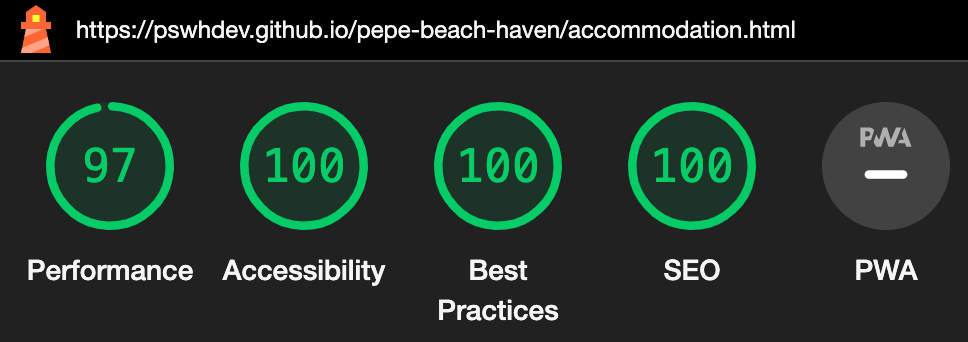 https://pswhdev.github.io/pepe-beach-haven/accommodation.html
97 100 100 100 PWA
Performance Accessibility Best Practices SEO PWA